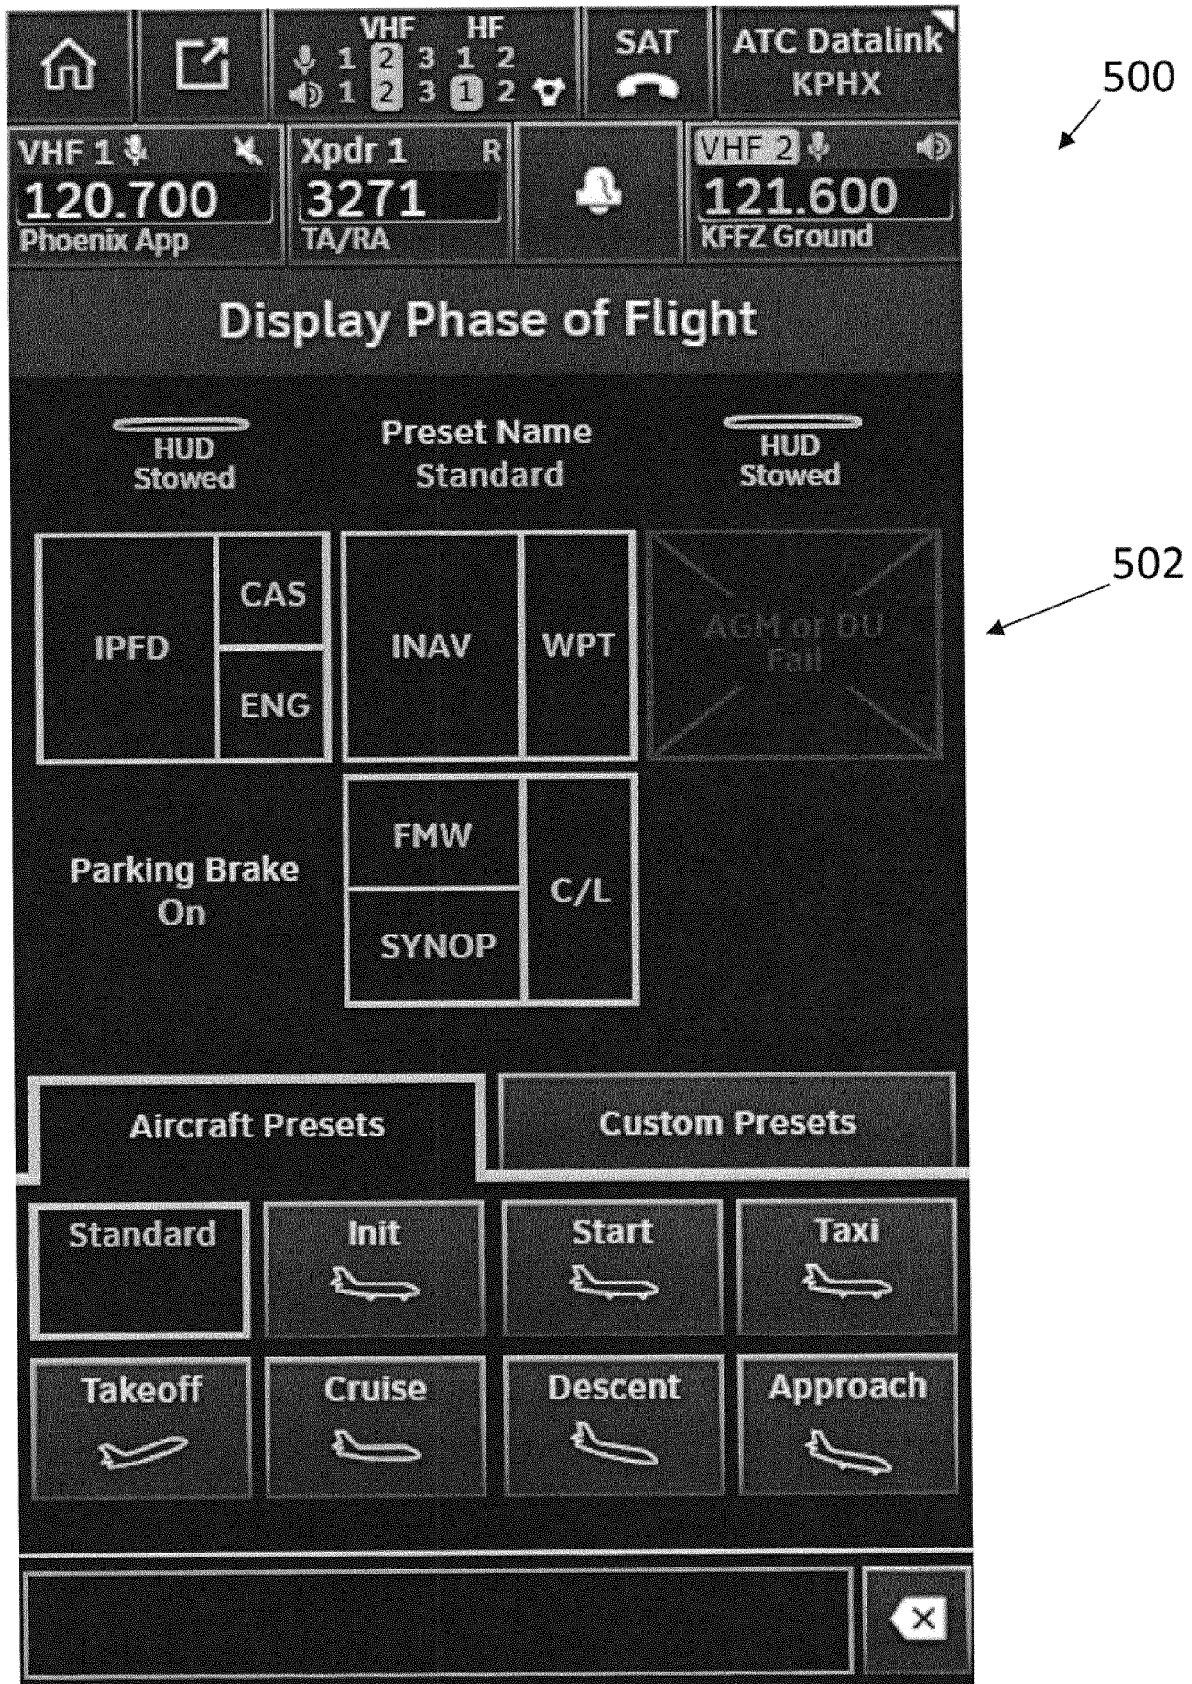 VHF HF
1 2 3 1 2
1 2 3 1 2
SAT
ATC Datalink
KPHX
500
VHF 1
120.700
Phoenix App
Xpdr 1 R
3271
TA/RA
VHF 2
121.600
KFFZ Ground
Display Phase of Flight
HUD
Stowed
Preset Name
Standard
HUD
Stowed
502
IPFD
CAS
ENG
INAV
WPT
AGM or DU
Fail
Parking Brake
On
FMW
SYNOP
C/L
Aircraft Presets
Custom Presets
Standard
Init
Start
Taxi
Takeoff
Cruise
Descent
Approach